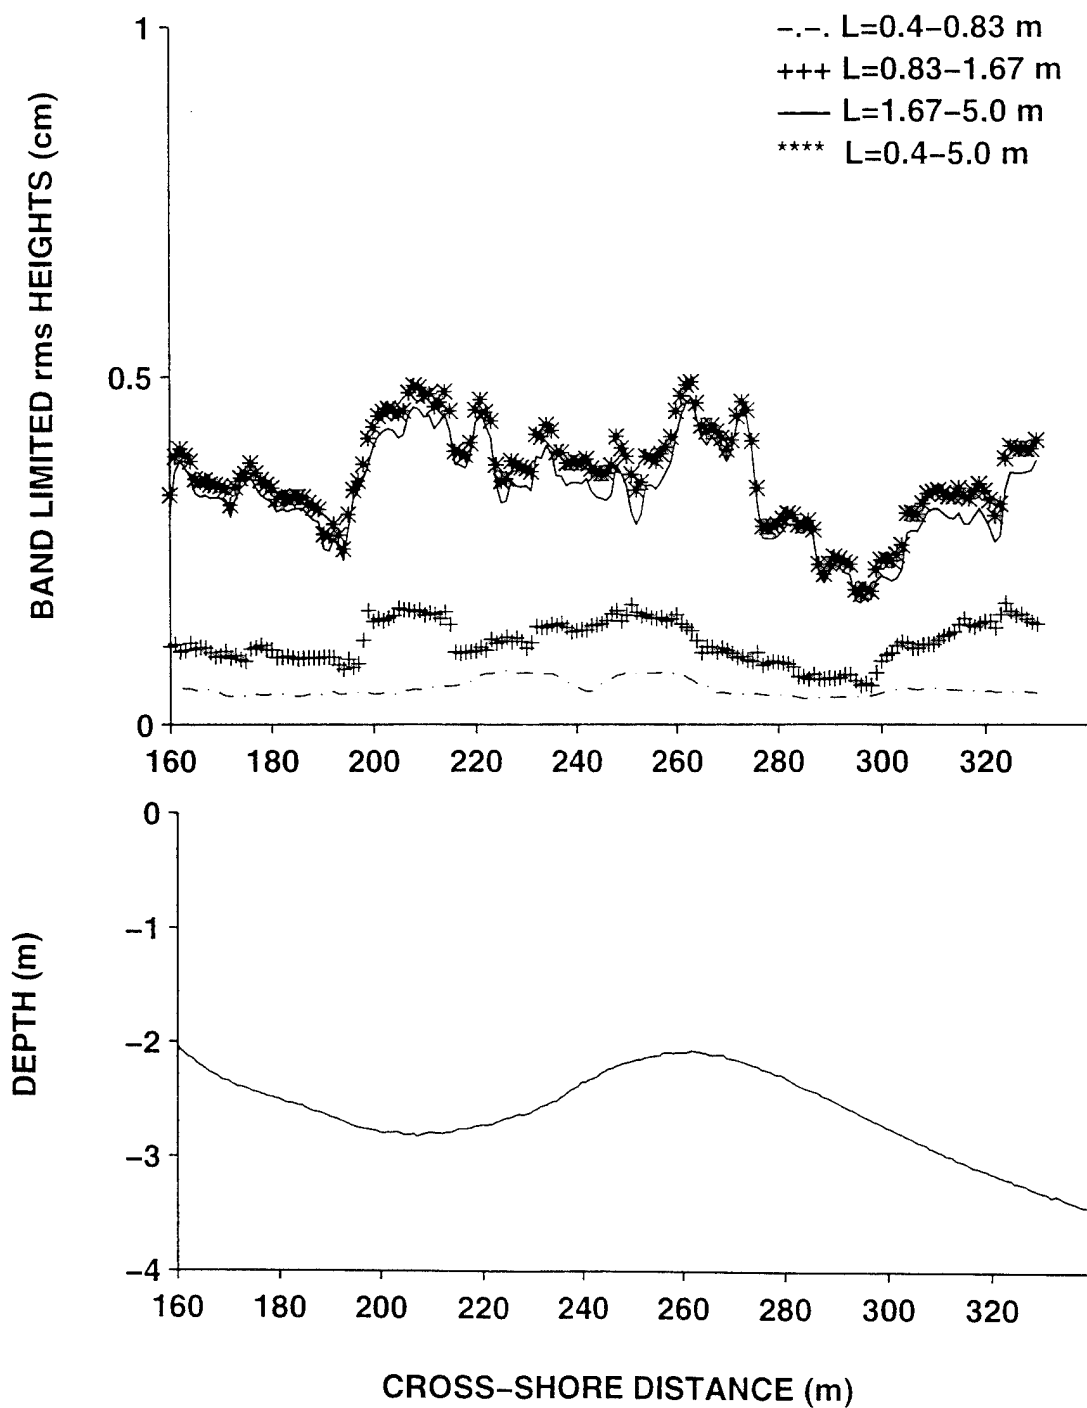 1
-.-. L=0.4-0.83 m
+++ L=0.83-1.67 m
L=1.67-5.0 m
**** L=0.4-5.0 m
BAND LIMITED rms HEIGHTS (cm)
0.5
0
160 180 200 220 240 260 280 300 320
0
-1
-2
-3
-4
DEPTH (m)
160 180 200 220 240 260 280 300 320
CROSS-SHORE DISTANCE (m)